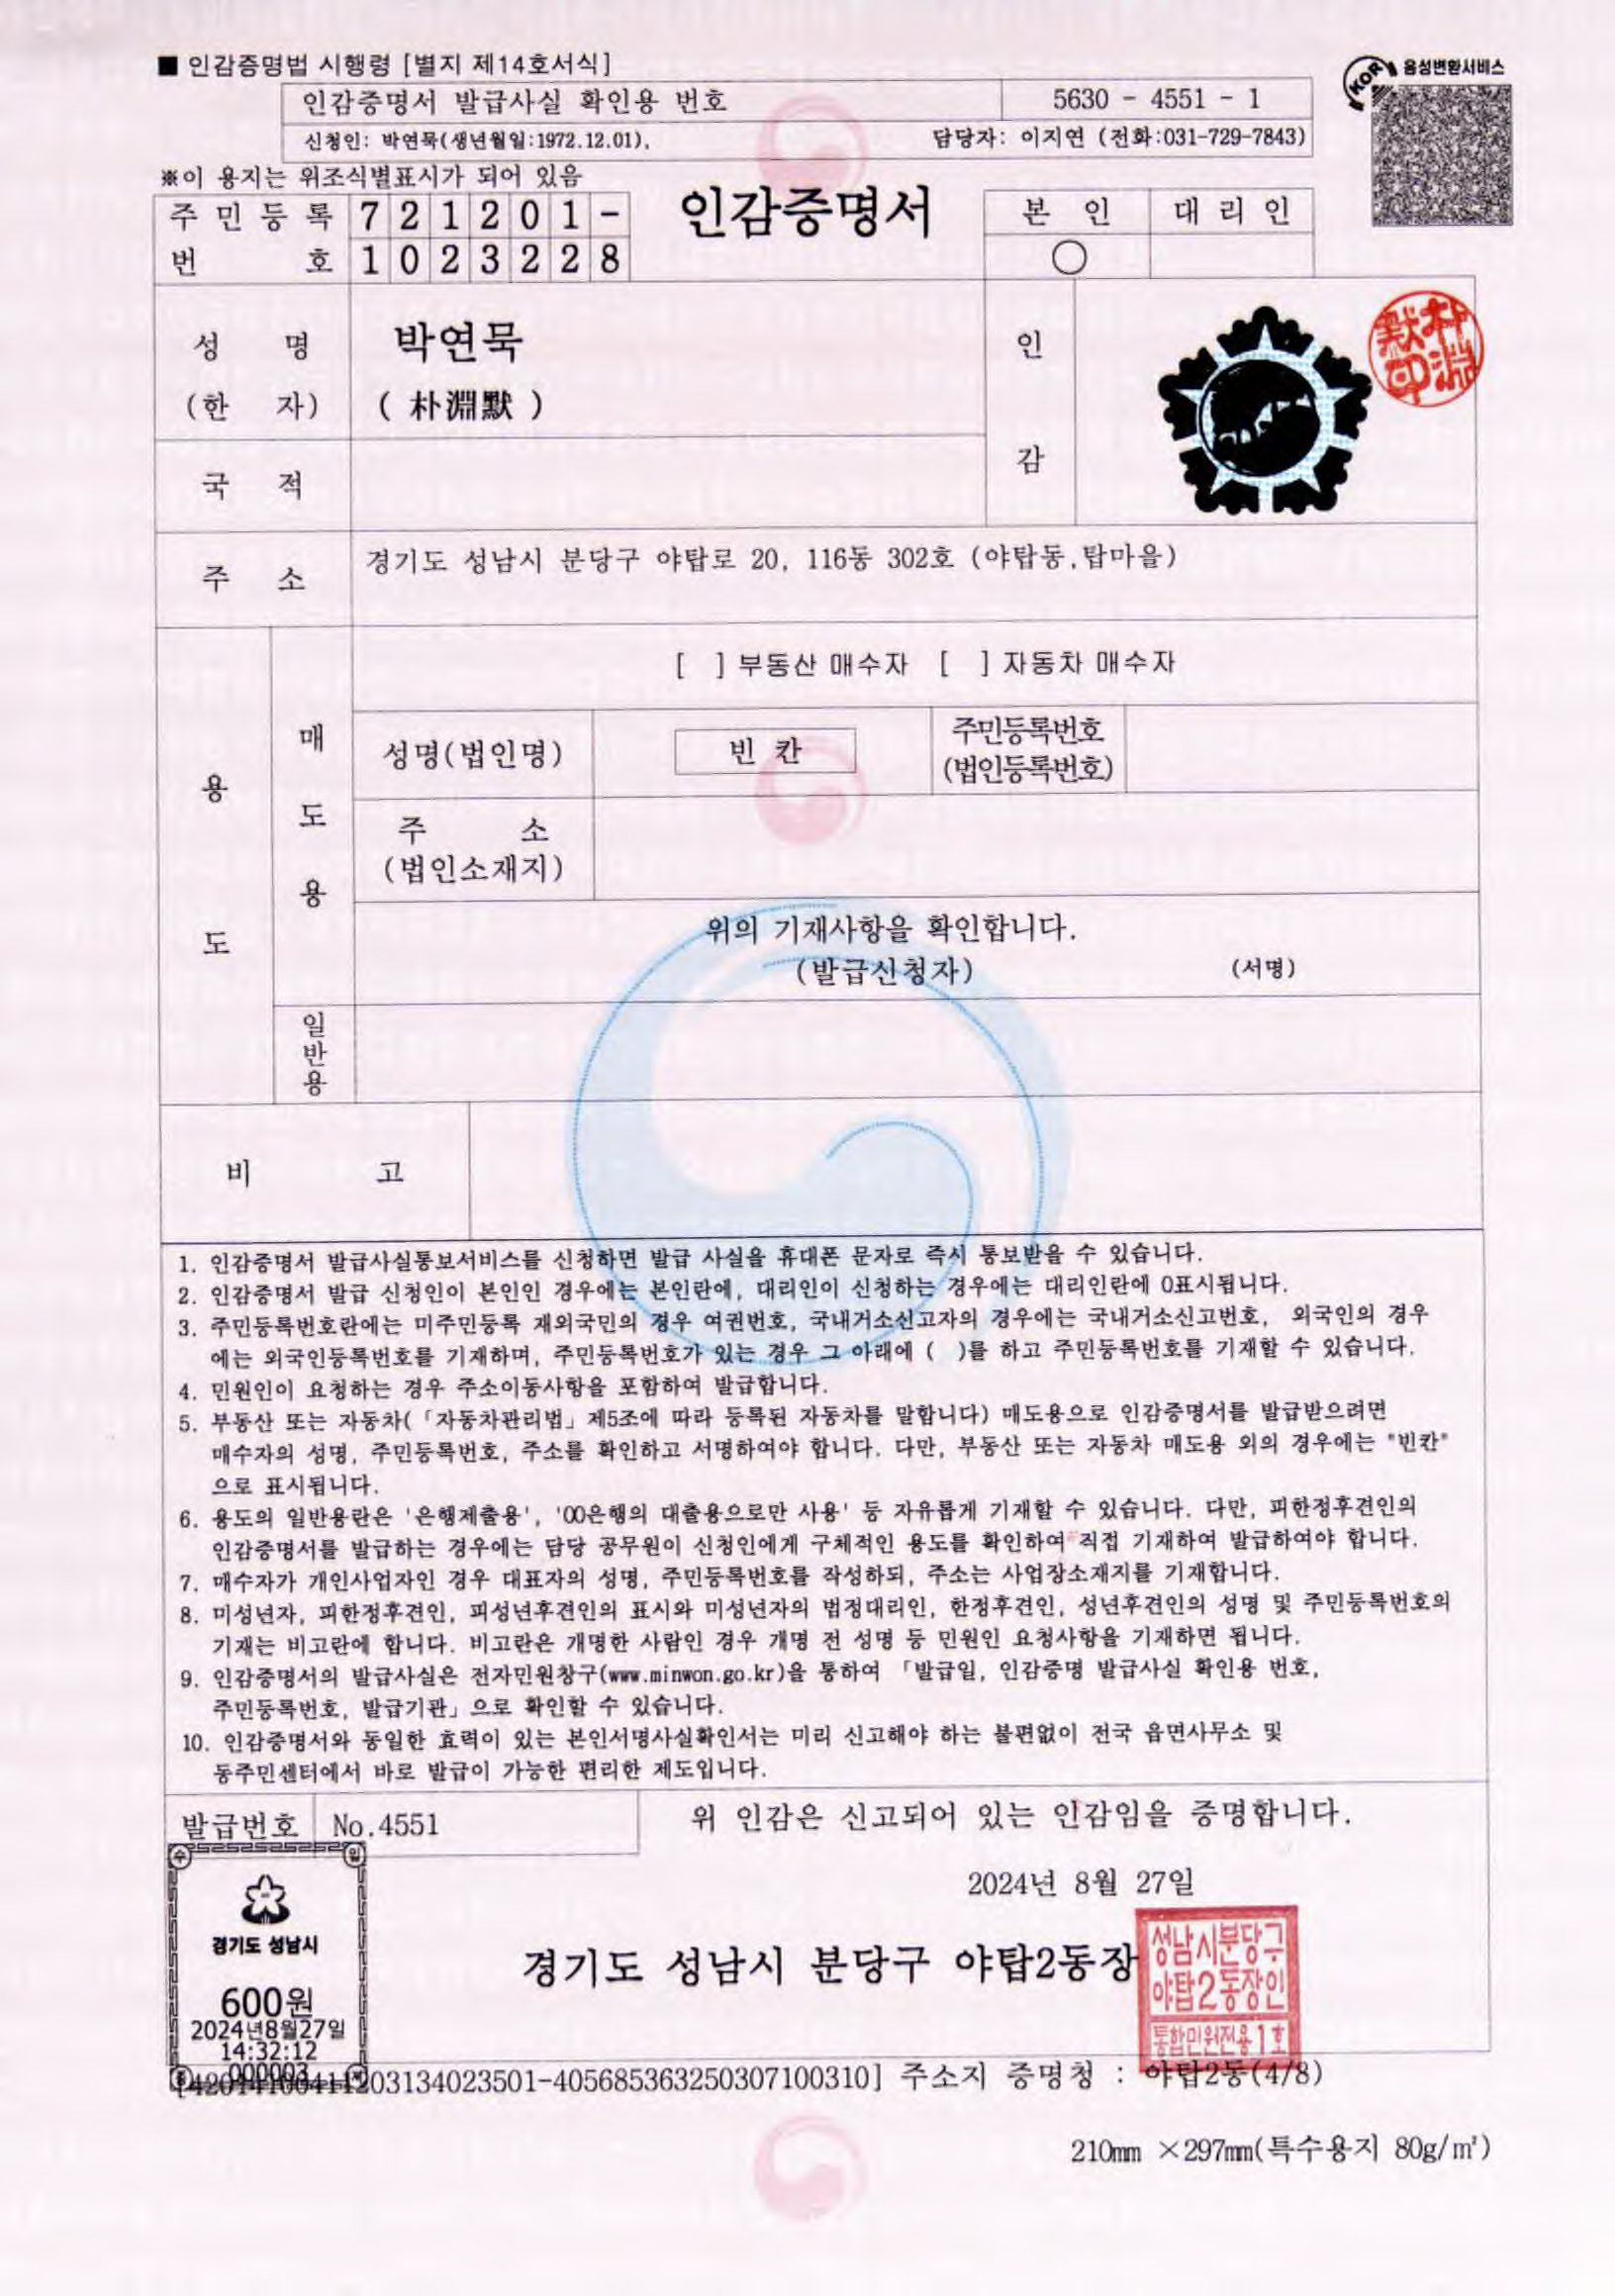 ■ 인감증명법 시행령 [별지 제14호서식]
음성변환서비스
KOR
인감증명서 발급사실 확인용 번호 5630 - 4551 - 1
신청인: 박연묵(생년월일:1972.12.01), 담당자: 이지연 (전화:031-729-7843)
※이 용지는 위조식별표시가 되어 있음
주민등록번호 721201-1023228
인감증명서
본 인 대 리 인
○
성 명 (한 자)
박연묵
( 朴淵默 )
인 감
朴淵默印
국 적
주 소 경기도 성남시 분당구 야탑로 20, 116동 302호 (야탑동,탑마을)
용 도
매 도 용
[ ] 부동산 매수자 [ ] 자동차 매수자
성명(법인명) 빈 칸 주민등록번호 (법인등록번호)
주 소
(법인소재지)
위의 기재사항을 확인합니다.
(발급신청자) (서명)
일반용
비 고
1. 인감증명서 발급사실통보서비스를 신청하면 발급 사실을 휴대폰 문자로 즉시 통보받을 수 있습니다.
2. 인감증명서 발급 신청인이 본인인 경우에는 본인란에, 대리인이 신청하는 경우에는 대리인란에 0표시됩니다.
3. 주민등록번호란에는 미주민등록 재외국민의 경우 여권번호, 국내거소신고자의 경우에는 국내거소신고번호, 외국인의 경우
에는 외국인등록번호를 기재하며, 주민등록번호가 있는 경우 그 아래에 ( )를 하고 주민등록번호를 기재할 수 있습니다.
4. 민원인이 요청하는 경우 주소이동사항을 포함하여 발급합니다.
5. 부동산 또는 자동차(「자동차관리법」제5조에 따라 등록된 자동차를 말합니다) 매도용으로 인감증명서를 발급받으려면
매수자의 성명, 주민등록번호, 주소를 확인하고 서명하여야 합니다. 다만, 부동산 또는 자동차 매도용 외의 경우에는 "빈칸"
으로 표시됩니다.
6. 용도의 일반용란은 '은행제출용', '00은행의 대출용으로만 사용' 등 자유롭게 기재할 수 있습니다. 다만, 피한정후견인의
인감증명서를 발급하는 경우에는 담당 공무원이 신청인에게 구체적인 용도를 확인하여 직접 기재하여 발급하여야 합니다.
7. 매수자가 개인사업자인 경우 대표자의 성명, 주민등록번호를 작성하되, 주소는 사업장소재지를 기재합니다.
8. 미성년자, 피한정후견인, 피성년후견인의 표시와 미성년자의 법정대리인, 한정후견인, 성년후견인의 성명 및 주민등록번호의
기재는 비고란에 합니다. 비고란은 개명한 사람인 경우 개명 전 성명 등 민원인 요청사항을 기재하면 됩니다.
9. 인감증명서의 발급사실은 전자민원창구(www.minwon.go.kr)을 통하여 「발급일, 인감증명 발급사실 확인용 번호,
주민등록번호, 발급기관」으로 확인할 수 있습니다.
10. 인감증명서와 동일한 효력이 있는 본인서명사실확인서는 미리 신고해야 하는 불편없이 전국 읍면사무소 및
동주민센터에서 바로 발급이 가능한 편리한 제도입니다.
발급번호 No.4551 위 인감은 신고되어 있는 인감임을 증명합니다.
2024년 8월 27일
수 입
경기도 성남시
600원
2024년8월27일
14:32:12
000003
경기도 성남시 분당구 야탑2동장
성남시분당구
야탑2동장인
통합민원전용1호
03134023501-405685363250307100310] 주소지 증명청 : 야탑2동(4/8)
210mm ×297mm(특수용지 80g/㎡)